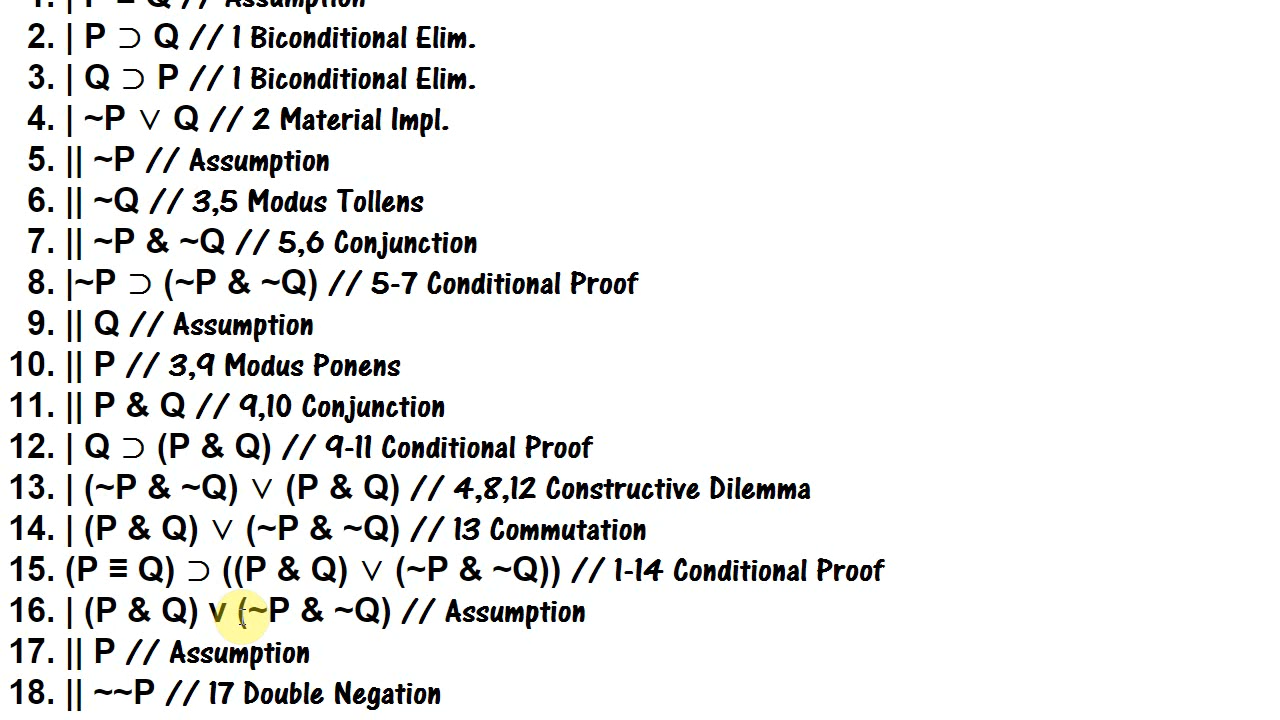 1. | P ≡ Q // Assumption
2. | P ⊃ Q // 1 Biconditional Elim.
3. | Q ⊃ P // 1 Biconditional Elim.
4. | ~P ∨ Q // 2 Material Impl.
5. || ~P // Assumption
6. || ~Q // 3,5 Modus Tollens
7. || ~P & ~Q // 5,6 Conjunction
8. |~P ⊃ (~P & ~Q) // 5-7 Conditional Proof
9. || Q // Assumption
10. || P // 3,9 Modus Ponens
11. || P & Q // 9,10 Conjunction
12. | Q ⊃ (P & Q) // 9-11 Conditional Proof
13. | (~P & ~Q) ∨ (P & Q) // 4,8,12 Constructive Dilemma
14. | (P & Q) ∨ (~P & ~Q) // 13 Commutation
15. (P ≡ Q) ⊃ ((P & Q) ∨ (~P & ~Q)) // 1-14 Conditional Proof
16. | (P & Q) v (~P & ~Q) // Assumption
17. || P // Assumption
18. || ~~P // 17 Double Negation